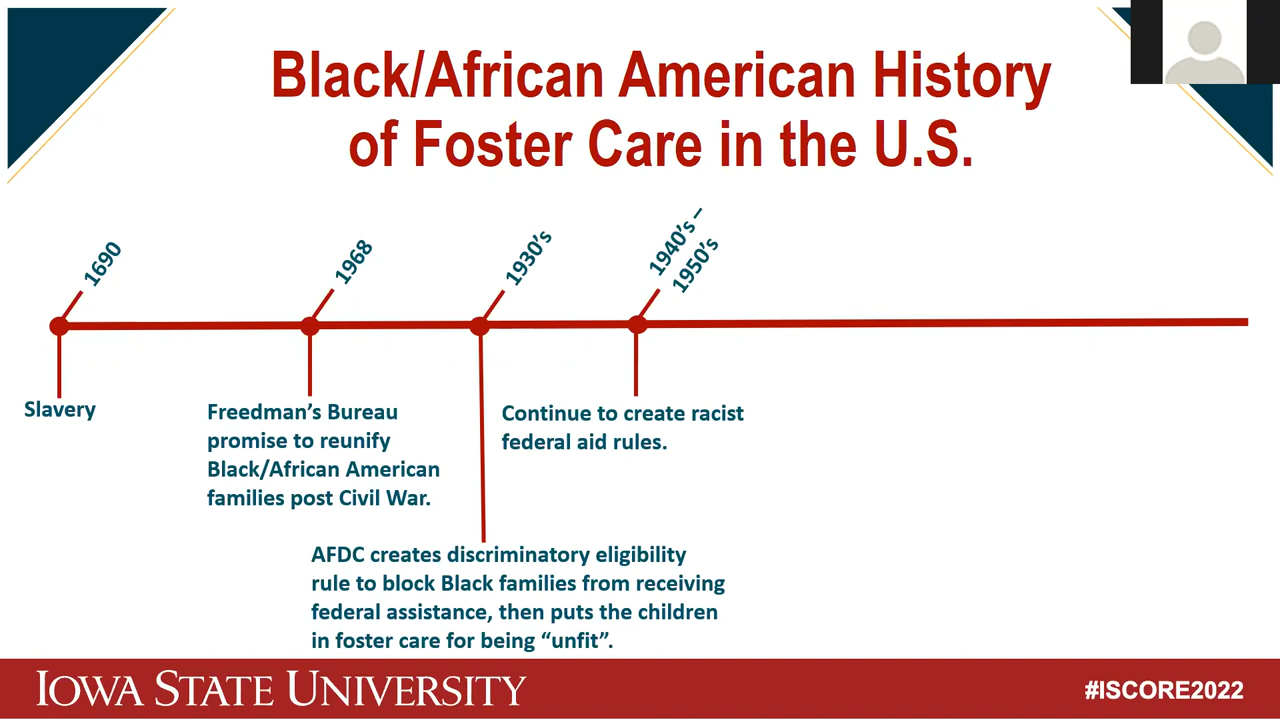 Black/African American History
of Foster Care in the U.S.
1690
1968
1930’s
1940’s –
1950’s
Slavery
Freedman’s Bureau
promise to reunify
Black/African American
families post Civil War.
AFDC creates discriminatory eligibility
rule to block Black families from receiving
federal assistance, then puts the children
in foster care for being “unfit”.
Continue to create racist
federal aid rules.
IOWA STATE UNIVERSITY
#ISCORE2022